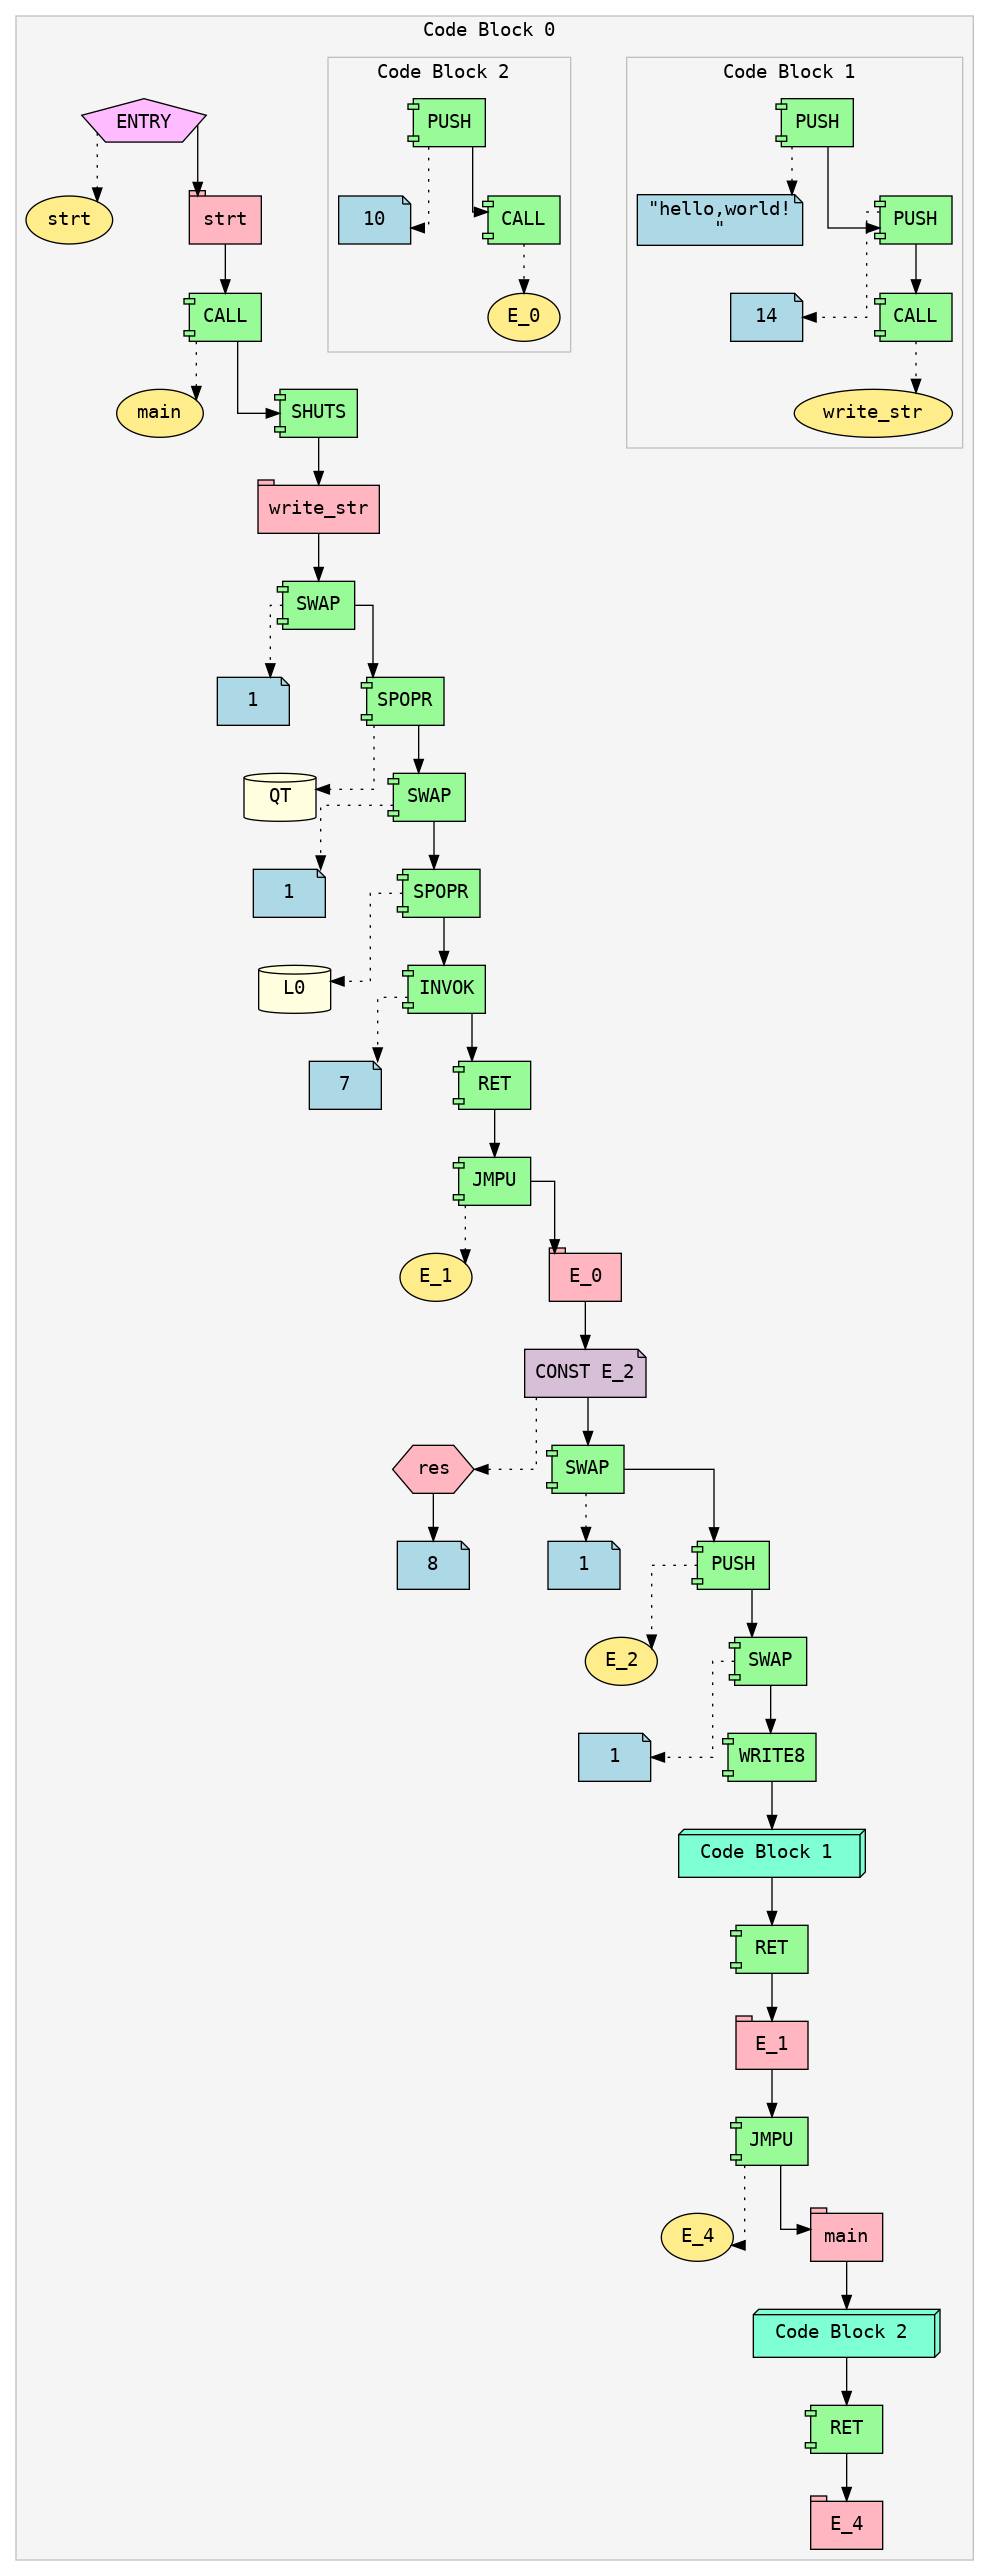 Code Block 0
Code Block 2
Code Block 1
ENTRY
PUSH
PUSH
strt
strt
10
CALL
"hello,world!
"
PUSH
CALL
E_0
14
CALL
main
SHUTS
write_str
write_str
SWAP
1
SPOPR
QT
SWAP
1
SPOPR
L0
INVOK
7
RET
JMPU
E_1
E_0
CONST E_2
res
SWAP
8
1
PUSH
E_2
SWAP
1
WRITE8
Code Block 1
RET
E_1
JMPU
E_4
main
Code Block 2
RET
E_4